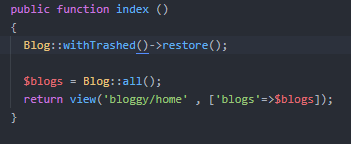 public function index ()
{
Blog::withTrashed()->restore();
$blogs = Blog::all();
return view('bloggy/home' , ['blogs'=>$blogs]);
}